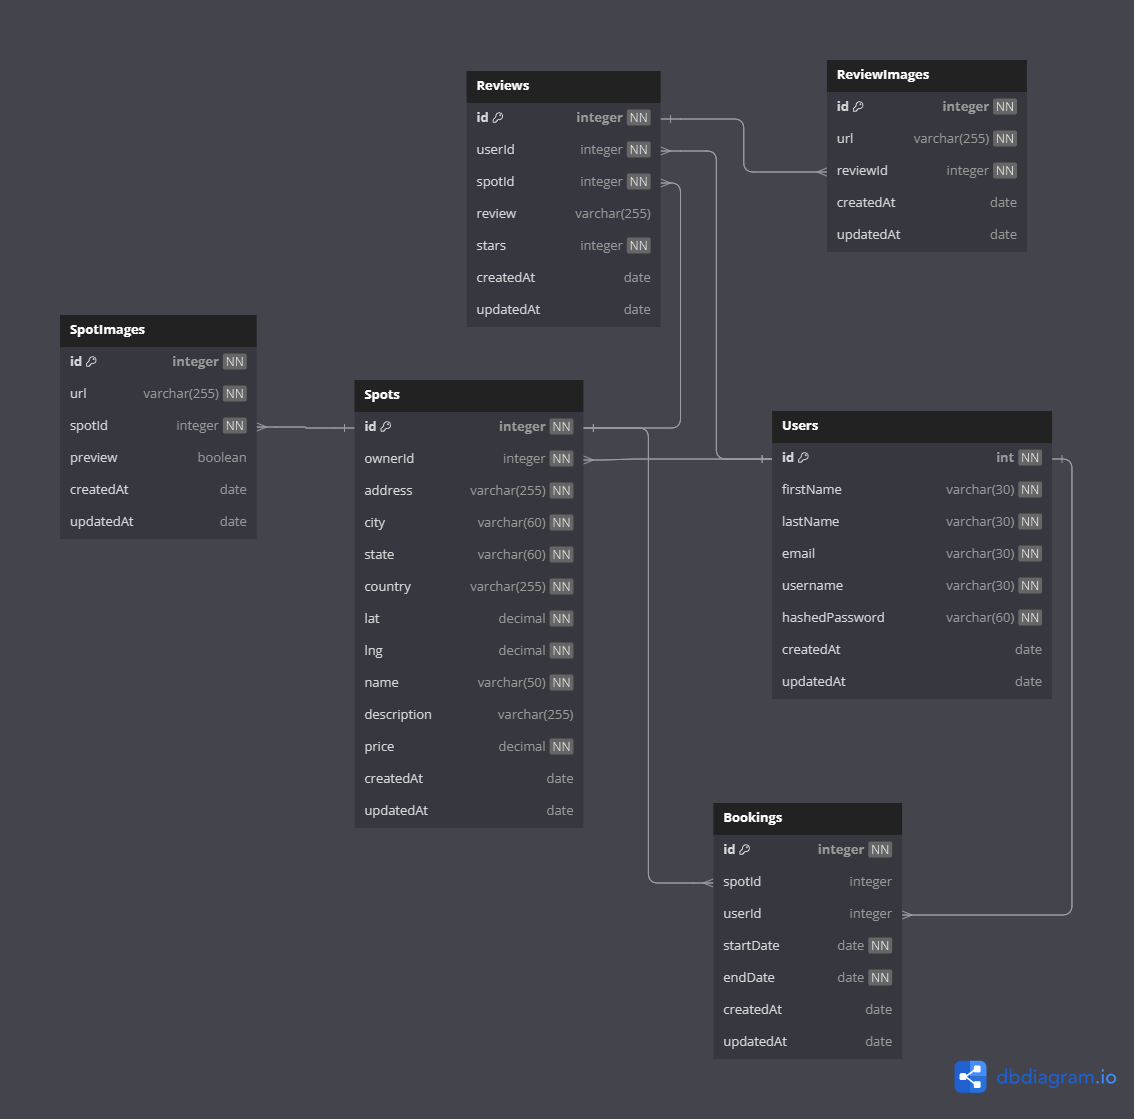 Reviews
id integer NN
userId integer NN
spotId integer NN
review varchar(255)
stars integer NN
createdAt date
updatedAt date
ReviewImages
id integer NN
url varchar(255) NN
reviewId integer NN
createdAt date
updatedAt date
SpotImages
id integer NN
url varchar(255) NN
spotId integer NN
preview boolean
createdAt date
updatedAt date
Spots
id integer NN
ownerId integer NN
address varchar(255) NN
city varchar(60) NN
state varchar(60) NN
country varchar(255) NN
lat decimal NN
lng decimal NN
name varchar(50) NN
description varchar(255)
price decimal NN
createdAt date
updatedAt date
Users
id int NN
firstName varchar(30) NN
lastName varchar(30) NN
email varchar(30) NN
username varchar(30) NN
hashedPassword varchar(60) NN
createdAt date
updatedAt date
Bookings
id integer NN
spotId integer
userId integer
startDate date NN
endDate date NN
createdAt date
updatedAt date
dbdiagram.io